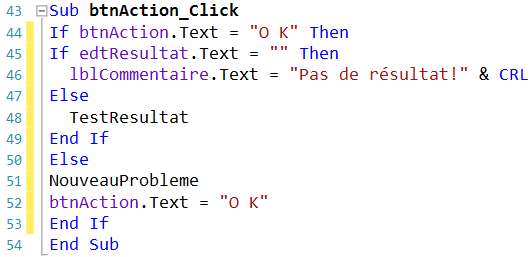 43 Sub btnAction_Click
44 If btnAction.Text = "O K" Then
45 If edtResultat.Text = "" Then
46 lblCommentaire.Text = "Pas de résultat!" & CRL
47 Else
48 TestResultat
49 End If
50 Else
51 NouveauProbleme
52 btnAction.Text = "O K"
53 End If
54 End Sub